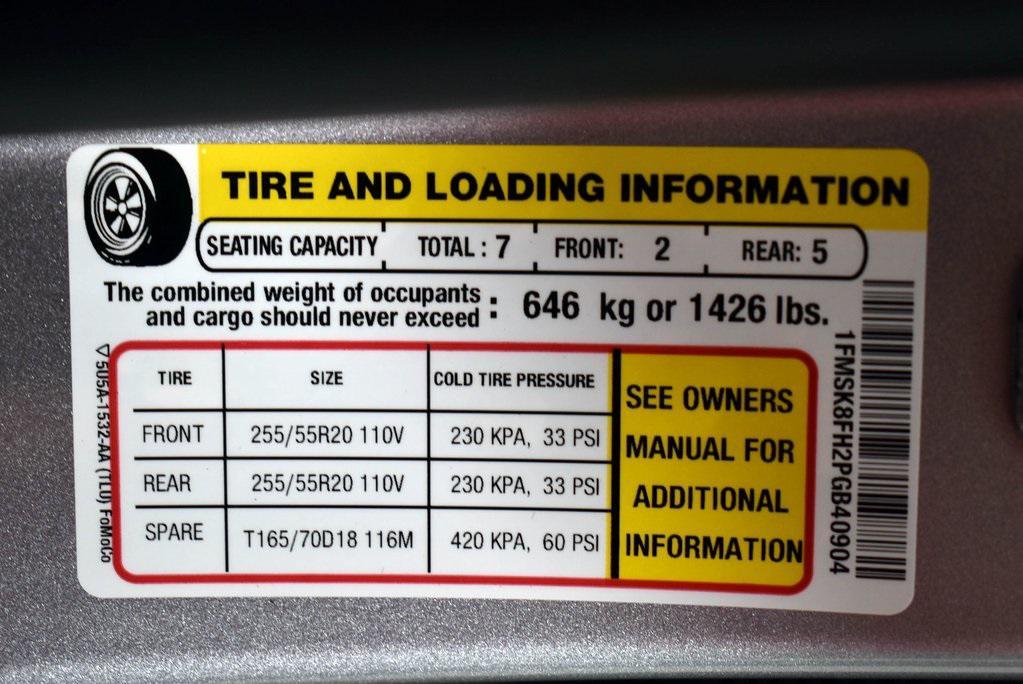 TIRE AND LOADING INFORMATION
SEATING CAPACITY TOTAL : 7 FRONT: 2 REAR: 5
The combined weight of occupants
and cargo should never exceed : 646 kg or 1426 lbs.
TIRE SIZE COLD TIRE PRESSURE
FRONT 255/55R20 110V 230 KPA, 33 PSI
REAR 255/55R20 110V 230 KPA, 33 PSI
SPARE T165/70D18 116M 420 KPA, 60 PSI
SEE OWNERS
MANUAL FOR
ADDITIONAL
INFORMATION
1FMSK8FH2PGB40904
5U5A-1532-AA (TLU) FoMoCo